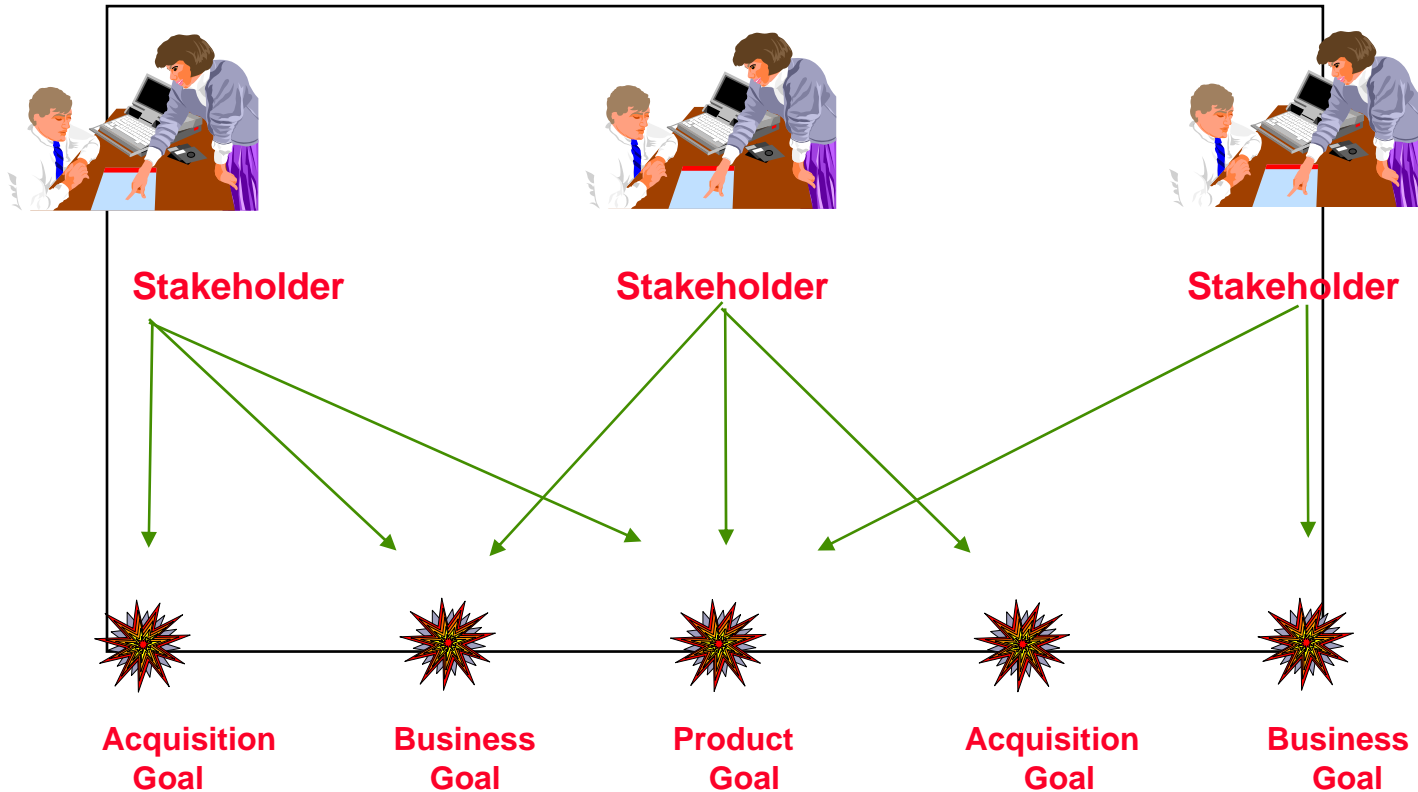 Stakeholder Stakeholder Stakeholder
Acquisition Business Product Acquisition Business
Goal Goal Goal Goal Goal